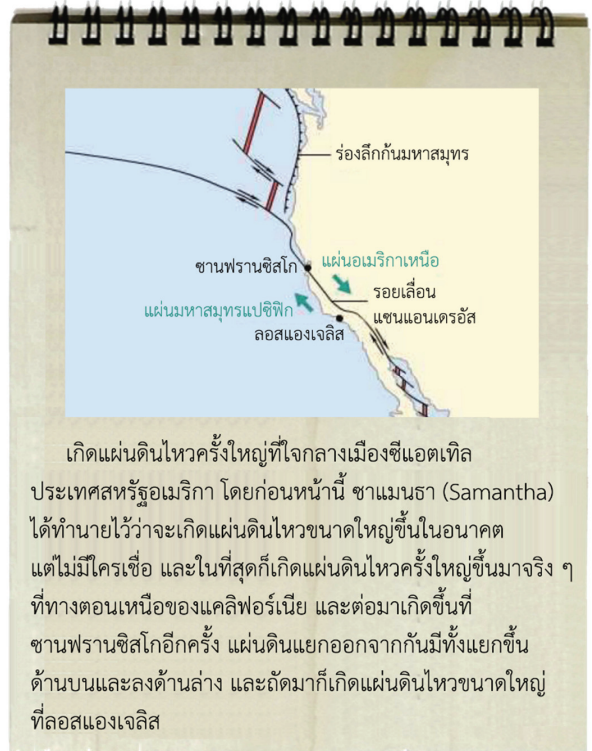 ร่องลึกก้นมหาสมุทร
ซานฟรานซิสโก
แผ่นอเมริกาเหนือ
รอยเลื่อน
แซนแอนเดรอัส
แผ่นมหาสมุทรแปซิฟิก
ลอสแองเจลิส
เกิดแผ่นดินไหวครั้งใหญ่ที่ใจกลางเมืองซีแอตเทิล
ประเทศสหรัฐอเมริกา โดยก่อนหน้านี้ ซาแมนธา (Samantha)
ได้ทำนายไว้ว่าจะเกิดแผ่นดินไหวขนาดใหญ่ขึ้นในอนาคต
แต่ไม่มีใครเชื่อ และในที่สุดก็เกิดแผ่นดินไหวครั้งใหญ่ขึ้นมาจริง ๆ
ที่ทางตอนเหนือของแคลิฟอร์เนีย และต่อมาเกิดขึ้นที่
ซานฟรานซิสโกอีกครั้ง แผ่นดินแยกออกจากกันมีทั้งแยกขึ้น
ด้านบนและลงด้านล่าง และถัดมาก็เกิดแผ่นดินไหวขนาดใหญ่
ที่ลอสแองเจลิส